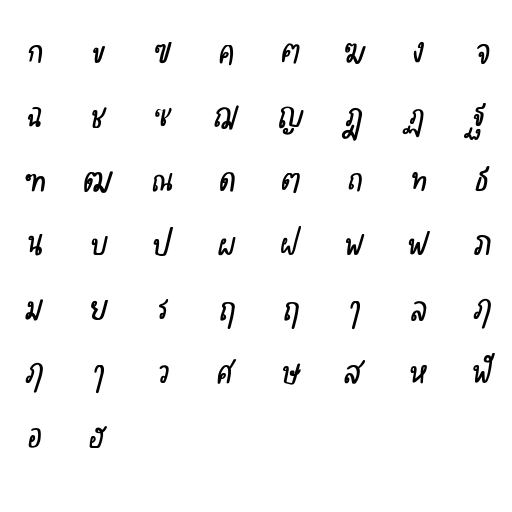 ก ข ฃ ค ฅ ฆ ง จ
ฉ ช ซ ฌ ญ ฎ ฏ ฐ
ฑ ฒ ณ ด ต ถ ท ธ
น บ ป ผ ฝ พ ฟ ภ
ม ย ร ฤ ฤ ๅ ล ฦ
ฦ ๅ ว ศ ษ ส ห ฬ
อ ฮ